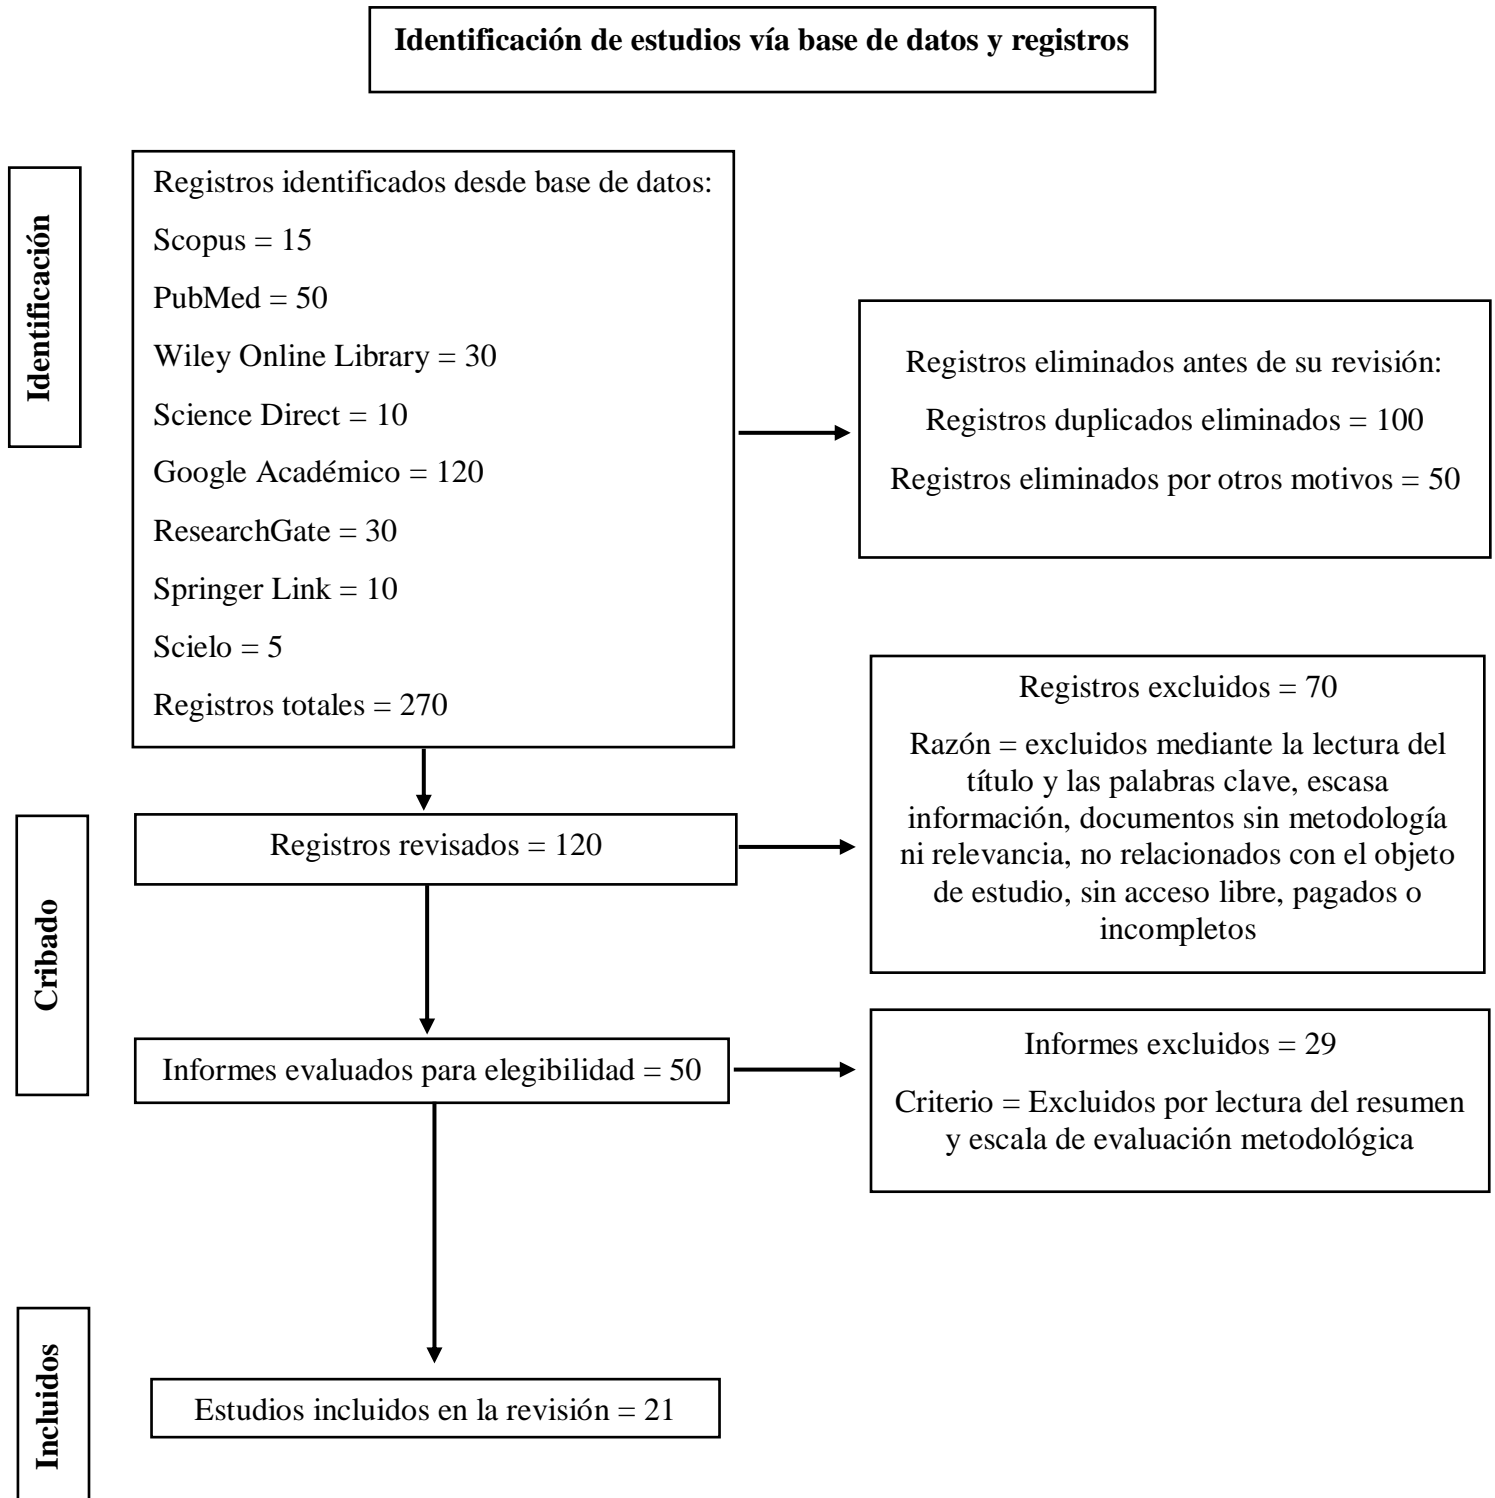 Identificación de estudios vía base de datos y registros
Identificación
Registros identificados desde base de datos:
Scopus = 15
PubMed = 50
Wiley Online Library = 30
Science Direct = 10
Google Académico = 120
ResearchGate = 30
Springer Link = 10
Scielo = 5
Registros totales = 270
Registros eliminados antes de su revisión:
Registros duplicados eliminados = 100
Registros eliminados por otros motivos = 50
Cribado
Registros revisados = 120
Registros excluidos = 70
Razón = excluidos mediante la lectura del
título y las palabras clave, escasa
información, documentos sin metodología
ni relevancia, no relacionados con el objeto
de estudio, sin acceso libre, pagados o
incompletos
Informes evaluados para elegibilidad = 50
Informes excluidos = 29
Criterio = Excluidos por lectura del resumen
y escala de evaluación metodológica
Incluidos
Estudios incluidos en la revisión = 21